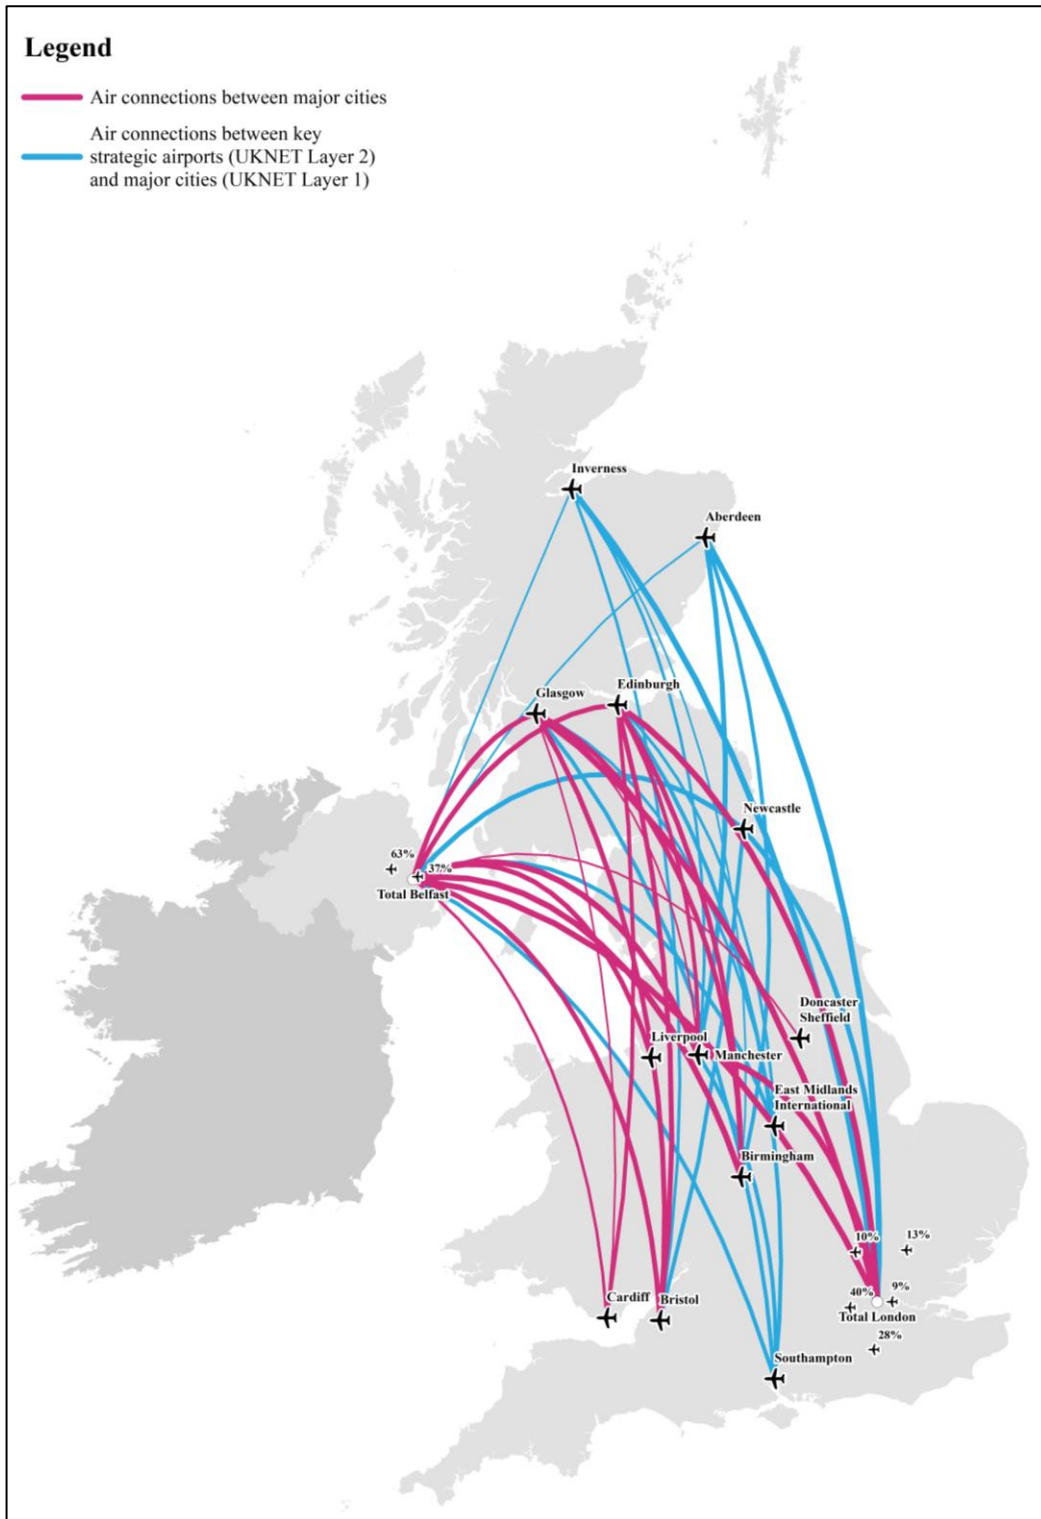 Legend
Air connections between major cities
Air connections between key
strategic airports (UKNET Layer 2)
and major cities (UKNET Layer 1)
Inverness
Aberdeen
Edinburgh
Glasgow
Newcastle
63%
37%
Total Belfast
Doncaster
Sheffield
Liverpool
Manchester
East Midlands
International
Birmingham
10%
13%
40%
9%
Total London
28%
Cardiff
Bristol
Southampton